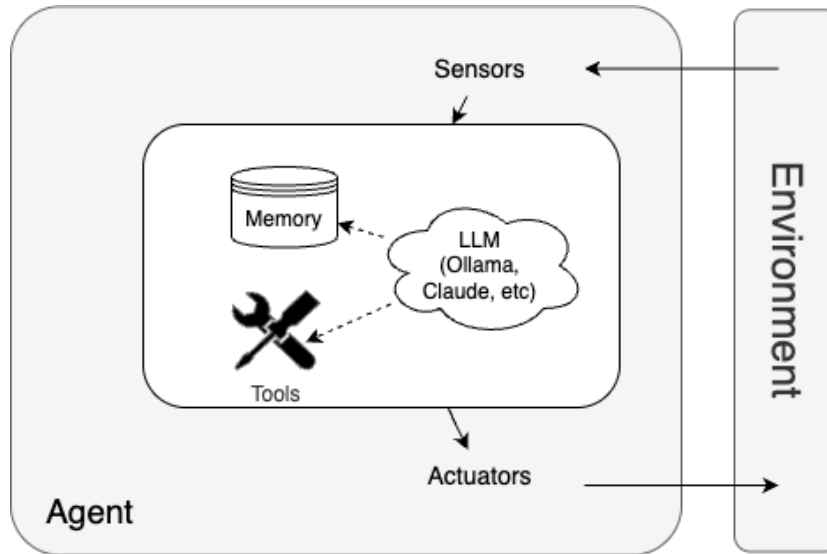 Sensors
Memory
LLM
(Ollama,
Claude, etc)
Tools
Actuators
Agent
Environment